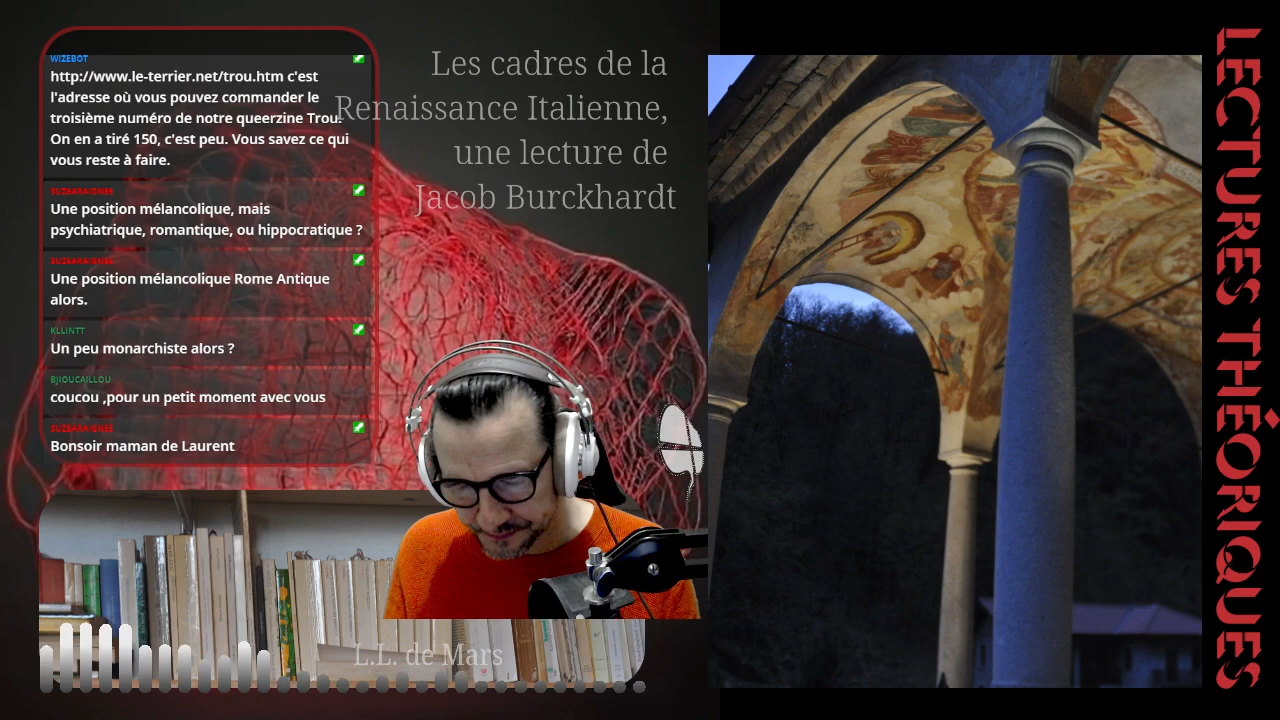 WIZEBOT
http://www.le-terrier.net/trou.htm c'est
l'adresse où vous pouvez commander le
troisième numéro de notre queerzine Trou.
On en a tiré 150, c'est peu. Vous savez ce qui
vous reste à faire.
SUZEARAIGNEE
Une position mélancolique, mais
psychiatrique, romantique, ou hippocratique ?
SUZEARAIGNEE
Une position mélancolique Rome Antique
alors.
KLLINTT
Un peu monarchiste alors ?
BJIOUCAILLOU
coucou ,pour un petit moment avec vous
SUZEARAIGNEE
Bonsoir maman de Laurent
Les cadres de la
Renaissance Italienne,
une lecture de
Jacob Burckhardt
L.L. de Mars
LECTURES THÉORIQUES